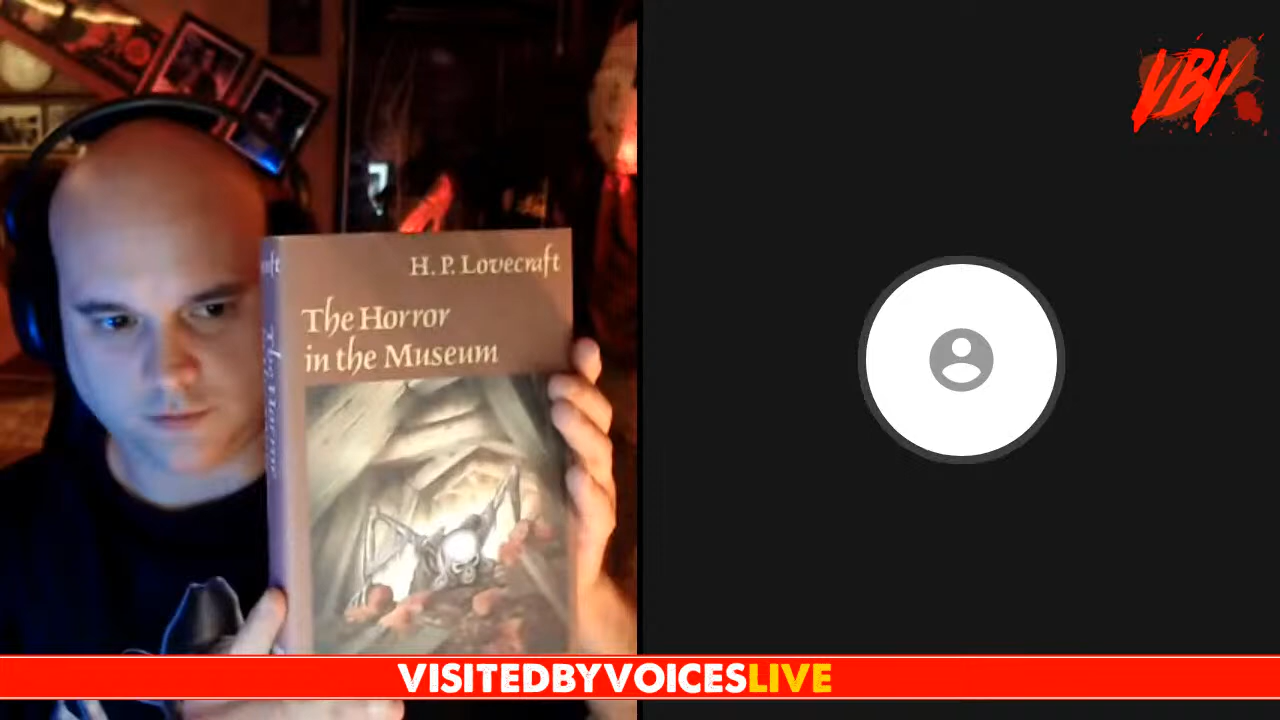 VBV
H. P. Lovecraft
The Horror
in the Museum
VISITEDBYVOICESLIVE